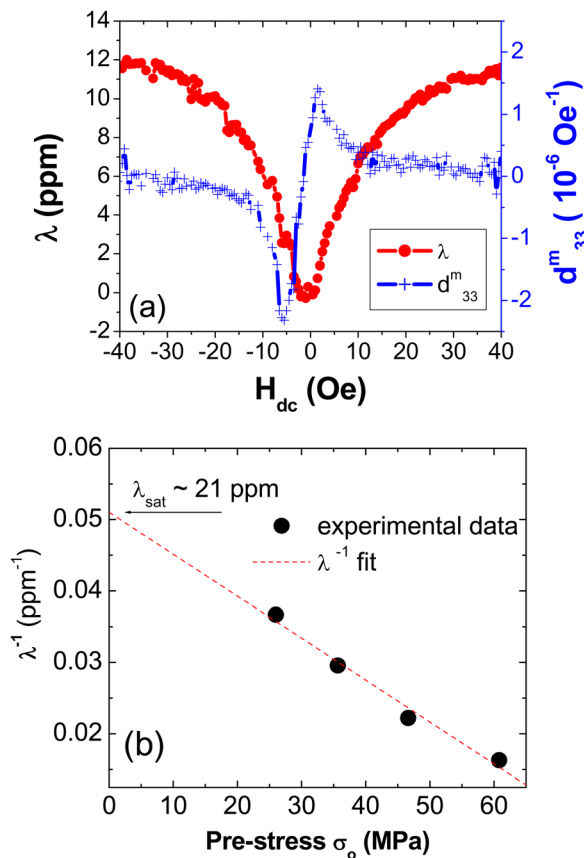 14
12
10
8
6
4
2
0
-2
λ (ppm)
-40 -30 -20 -10 0 10 20 30 40
H_dc (Oe)
2
1
0
-1
-2
d^m_33 ( 10^-6 Oe^-1)
λ
d^m_33
(a)
0.06
0.05
0.04
0.03
0.02
λ^-1 (ppm^-1)
λ_sat ~ 21 ppm
experimental data
λ^-1 fit
(b)
0 10 20 30 40 50 60
Pre-stress σ_o (MPa)